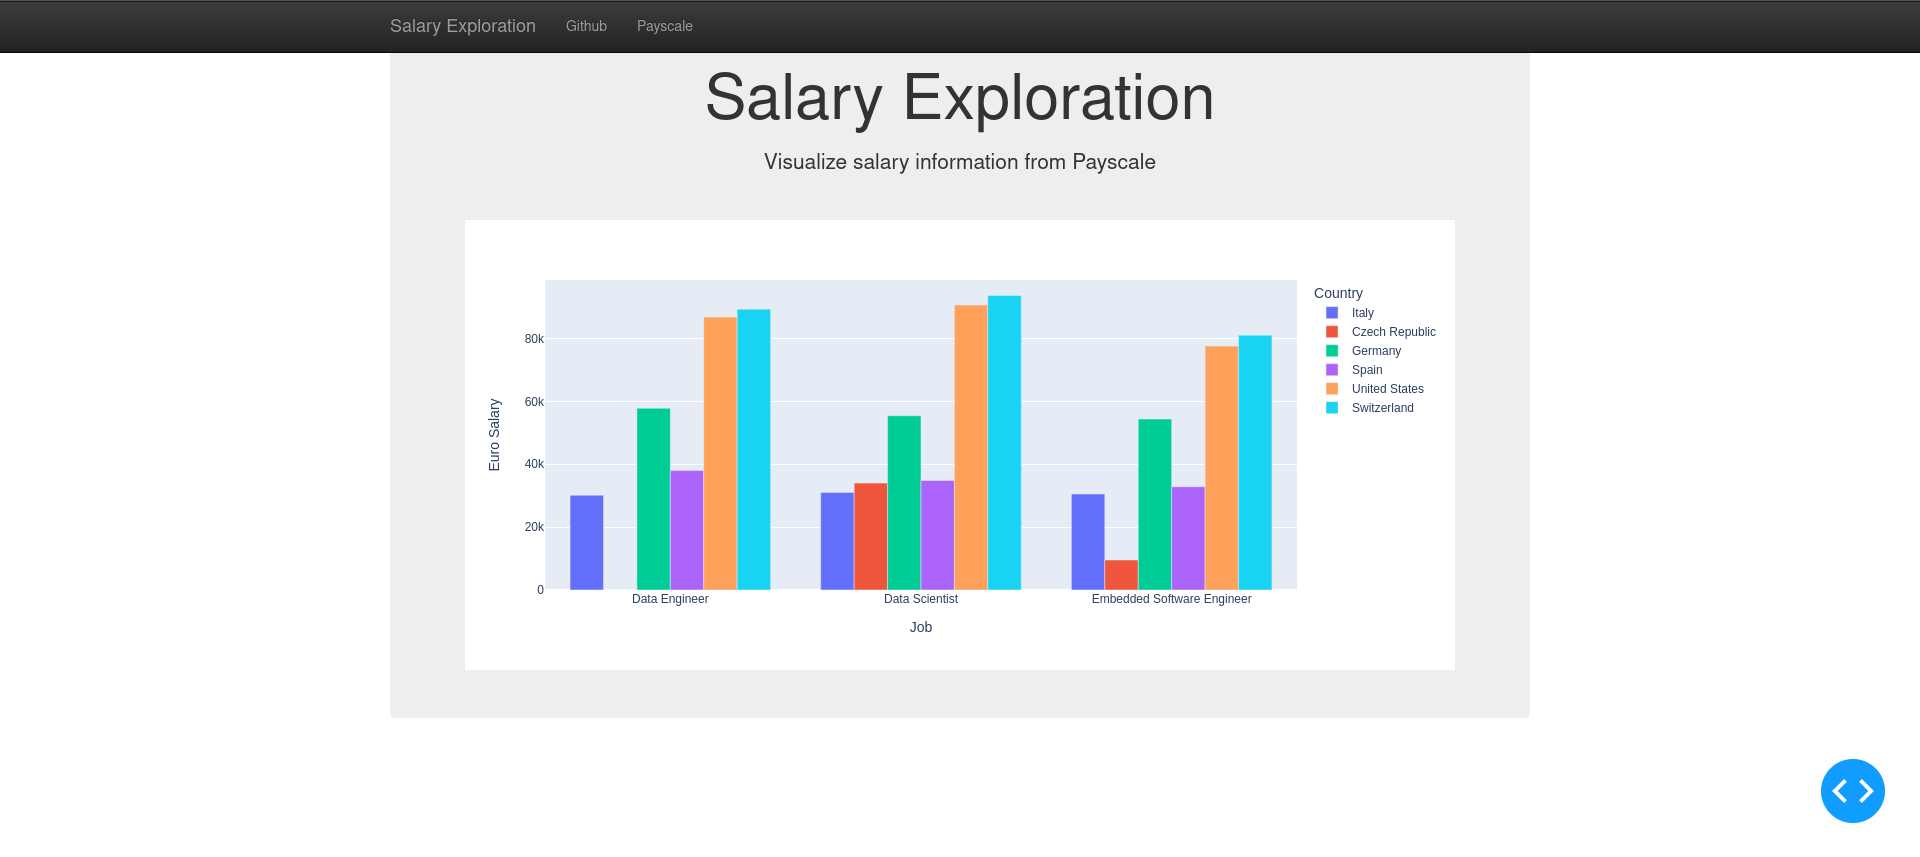 Salary Exploration Github Payscale
Salary Exploration
Visualize salary information from Payscale
Country
Italy
Czech Republic
Germany
Spain
United States
Switzerland
Euro Salary
80k
60k
40k
20k
0
Data Engineer Data Scientist Embedded Software Engineer
Job